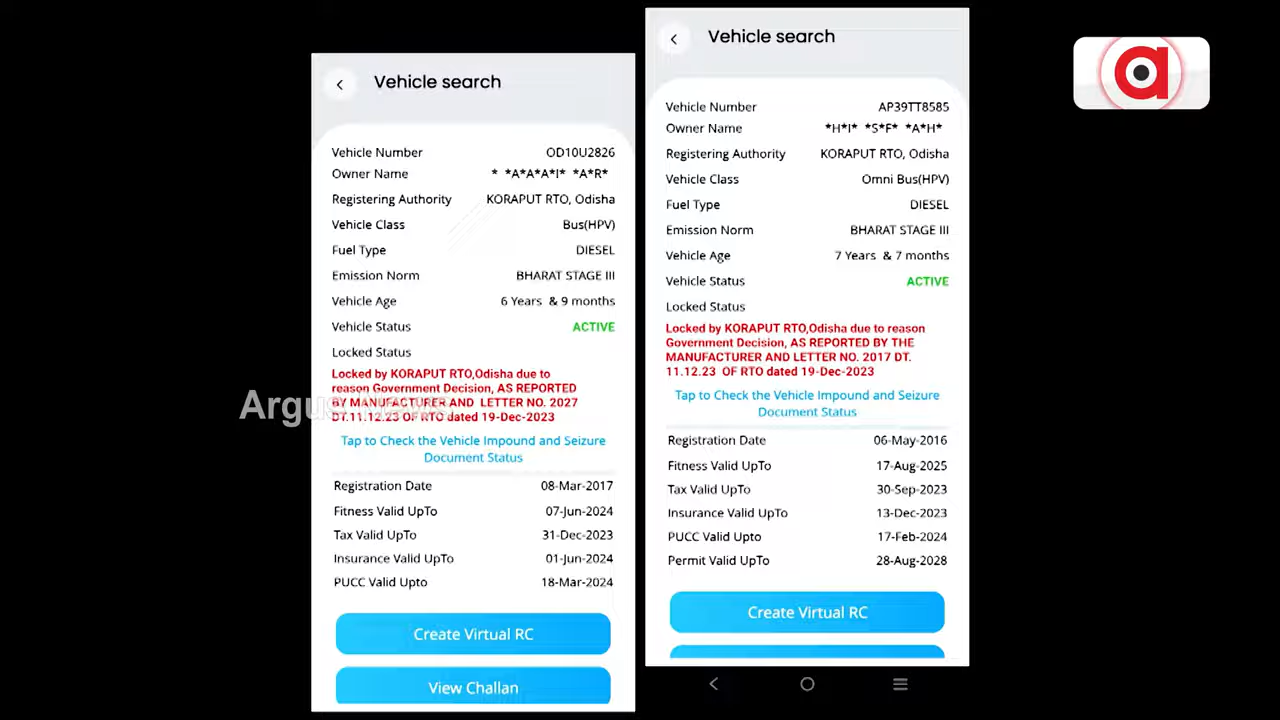 Vehicle search
Vehicle Number OD10U2826
Owner Name * *A*A*A*I* *A*R*
Registering Authority KORAPUT RTO, Odisha
Vehicle Class Bus(HPV)
Fuel Type DIESEL
Emission Norm BHARAT STAGE III
Vehicle Age 6 Years & 9 months
Vehicle Status ACTIVE
Locked Status
Locked by KORAPUT RTO,Odisha due to
reason Government Decision, AS REPORTED
BY MANUFACTURER AND LETTER NO. 2027
DT.11.12.23 OF RTO dated 19-Dec-2023
Tap to Check the Vehicle Impound and Seizure
Document Status
Registration Date 08-Mar-2017
Fitness Valid UpTo 07-Jun-2024
Tax Valid UpTo 31-Dec-2023
Insurance Valid UpTo 01-Jun-2024
PUCC Valid Upto 18-Mar-2024
Create Virtual RC
View Challan
Vehicle search
Vehicle Number AP39TT8585
Owner Name *H*I* *S*F* *A*H*
Registering Authority KORAPUT RTO, Odisha
Vehicle Class Omni Bus(HPV)
Fuel Type DIESEL
Emission Norm BHARAT STAGE III
Vehicle Age 7 Years & 7 months
Vehicle Status ACTIVE
Locked Status
Locked by KORAPUT RTO,Odisha due to reason
Government Decision, AS REPORTED BY THE
MANUFACTURER AND LETTER NO. 2017 DT.
11.12.23 OF RTO dated 19-Dec-2023
Tap to Check the Vehicle Impound and Seizure
Document Status
Registration Date 06-May-2016
Fitness Valid UpTo 17-Aug-2025
Tax Valid UpTo 30-Sep-2023
Insurance Valid UpTo 13-Dec-2023
PUCC Valid Upto 17-Feb-2024
Permit Valid UpTo 28-Aug-2028
Create Virtual RC
Argus News
a